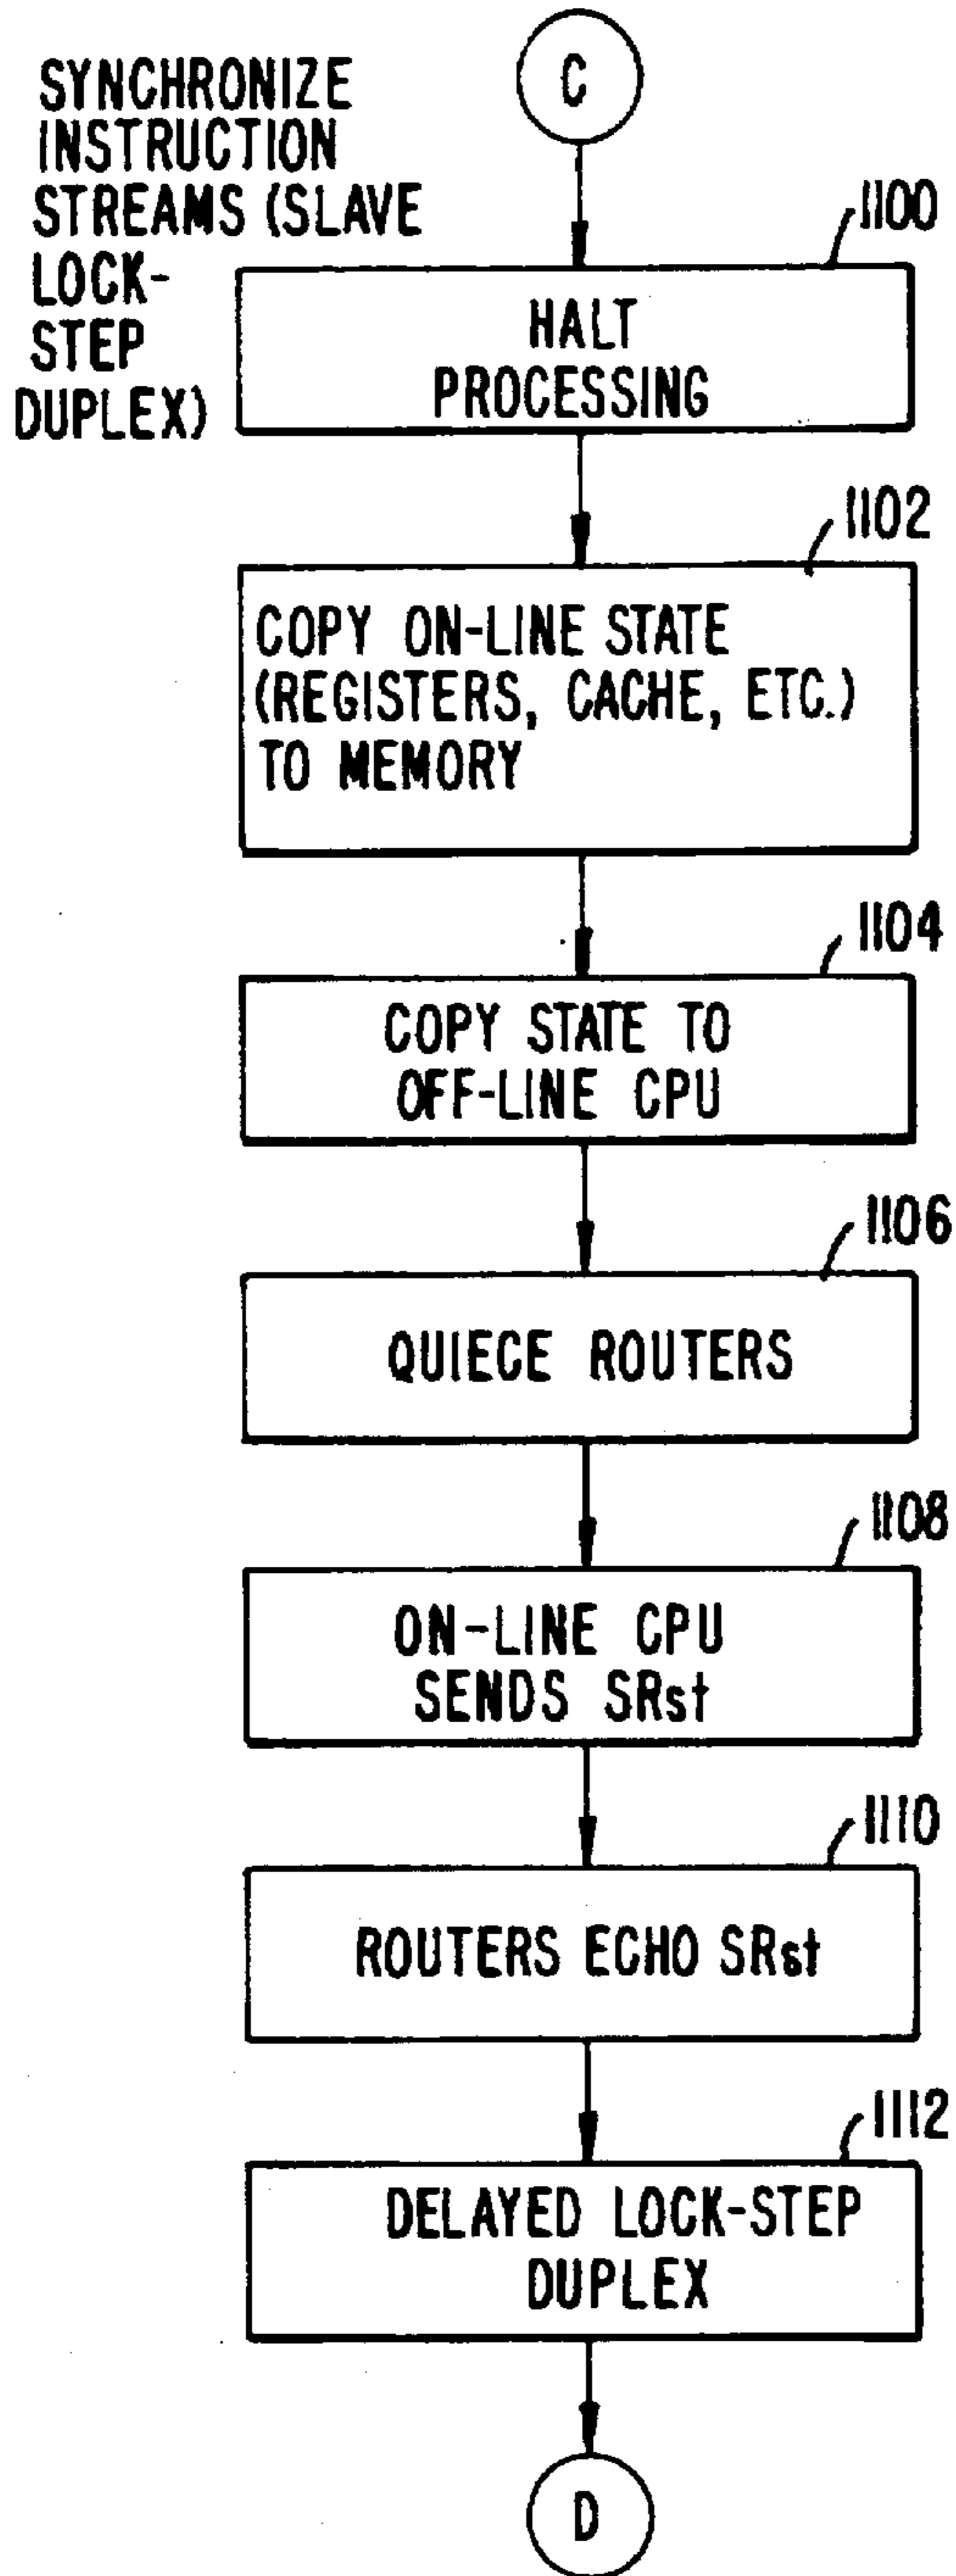 C
SYNCHRONIZE
INSTRUCTION
STREAMS (SLAVE
LOCK-
STEP
DUPLEX)
1100
HALT
PROCESSING
1102
COPY ON-LINE STATE
(REGISTERS, CACHE, ETC.)
TO MEMORY
1104
COPY STATE TO
OFF-LINE CPU
1106
QUIECE ROUTERS
1108
ON-LINE CPU
SENDS SRst
1110
ROUTERS ECHO SRst
1112
DELAYED LOCK-STEP
DUPLEX
D